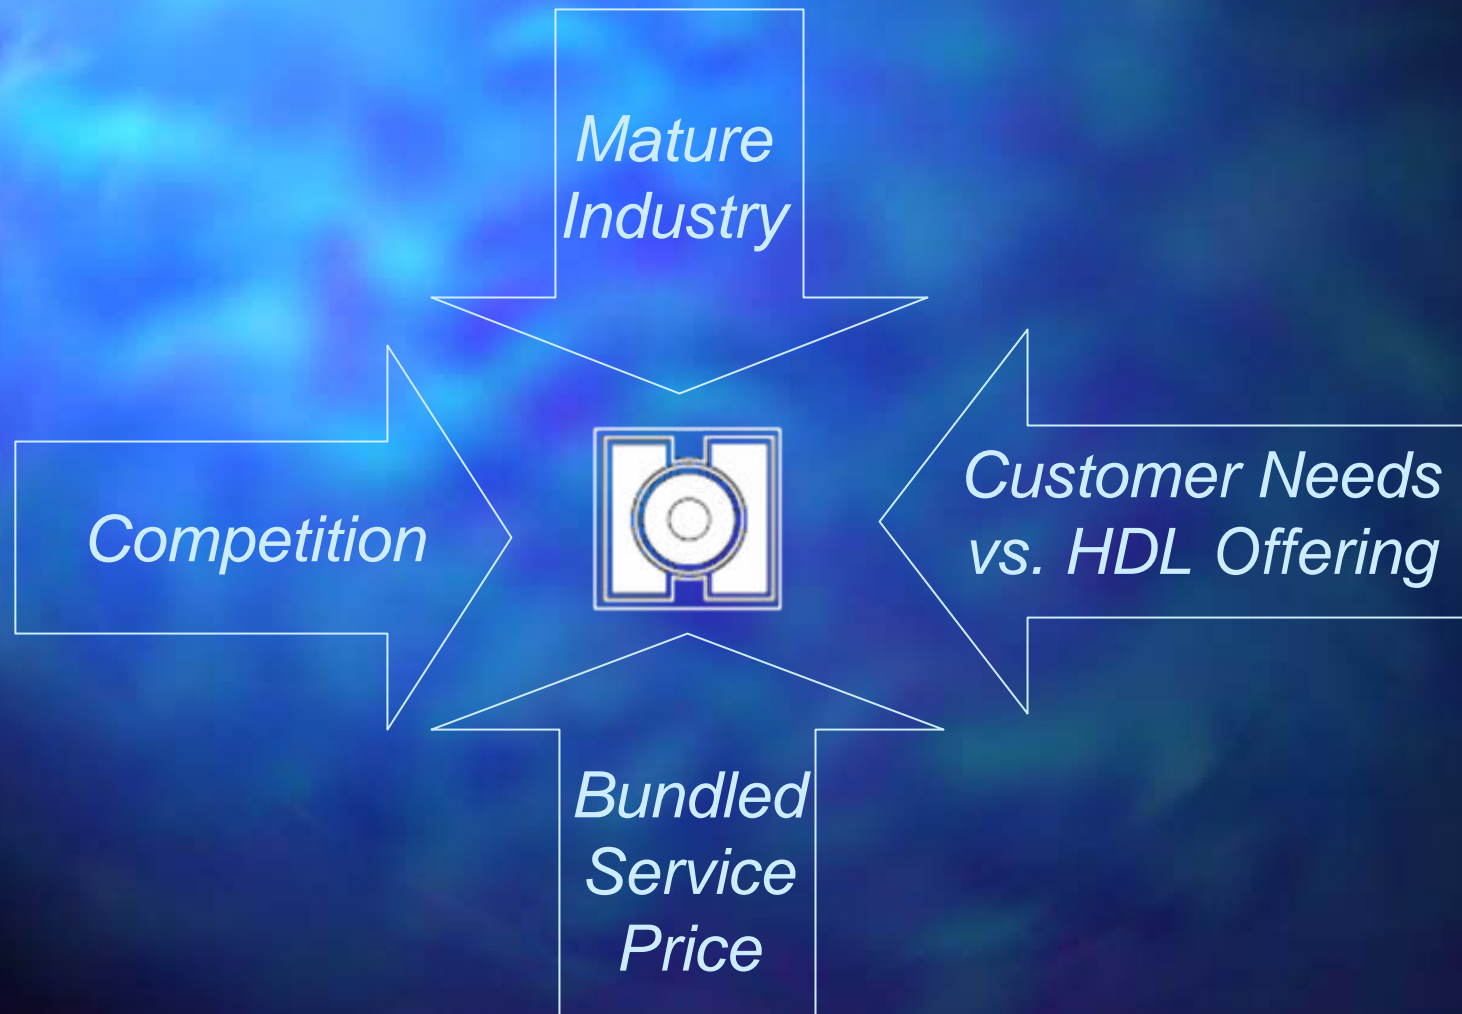 Mature
Industry
Competition
Customer Needs
vs. HDL Offering
Bundled
Service
Price